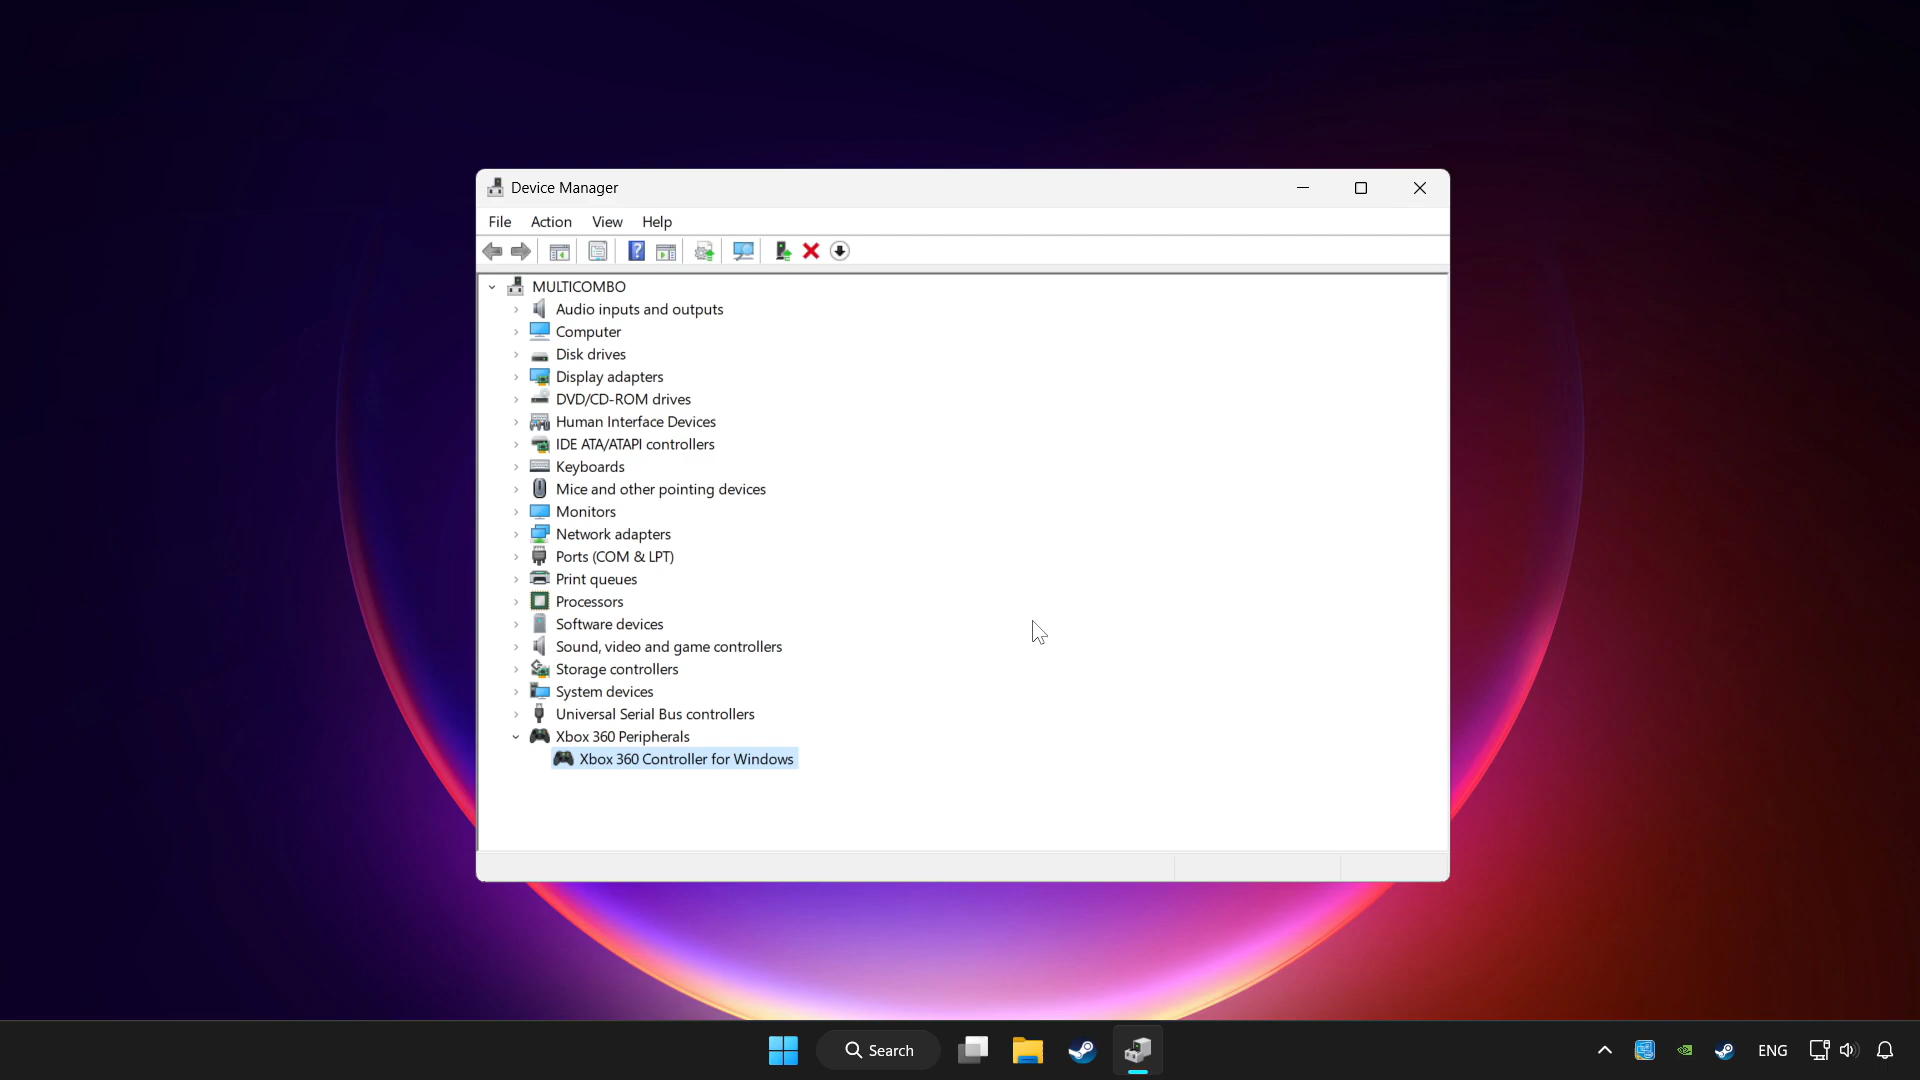 Device Manager
File Action View Help
MULTICOMBO
Audio inputs and outputs
Computer
Disk drives
Display adapters
DVD/CD-ROM drives
Human Interface Devices
IDE ATA/ATAPI controllers
Keyboards
Mice and other pointing devices
Monitors
Network adapters
Ports (COM & LPT)
Print queues
Processors
Software devices
Sound, video and game controllers
Storage controllers
System devices
Universal Serial Bus controllers
Xbox 360 Peripherals
Xbox 360 Controller for Windows
Search
ENG